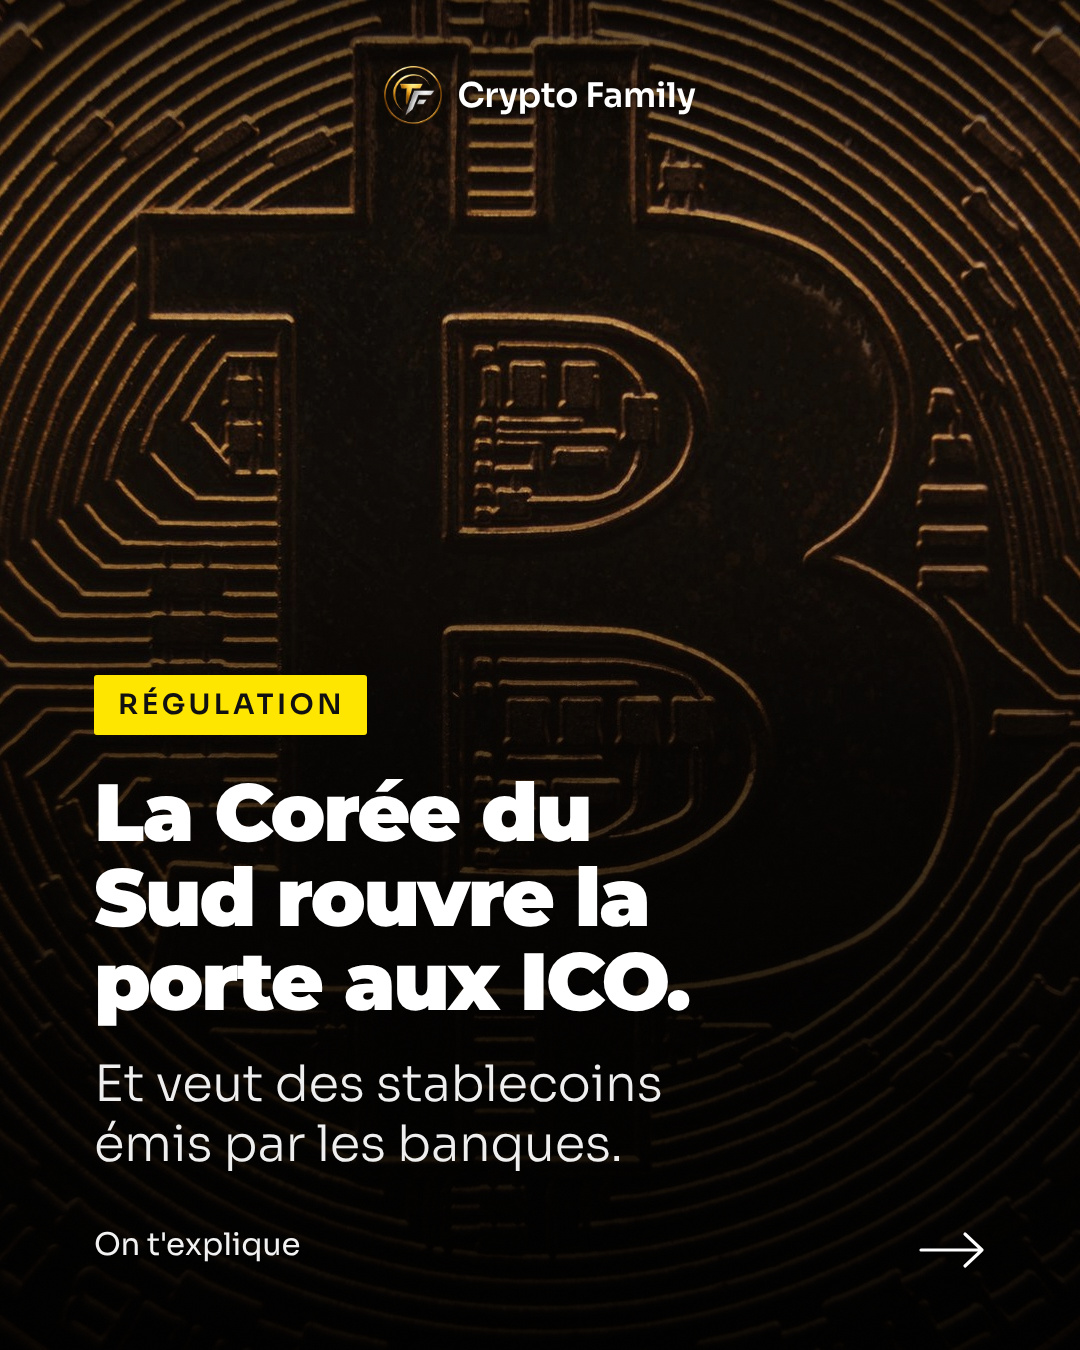 Crypto Family
RÉGULATION
La Corée du
Sud rouvre la
porte aux ICO.
Et veut des stablecoins
émis par les banques.
On t'explique